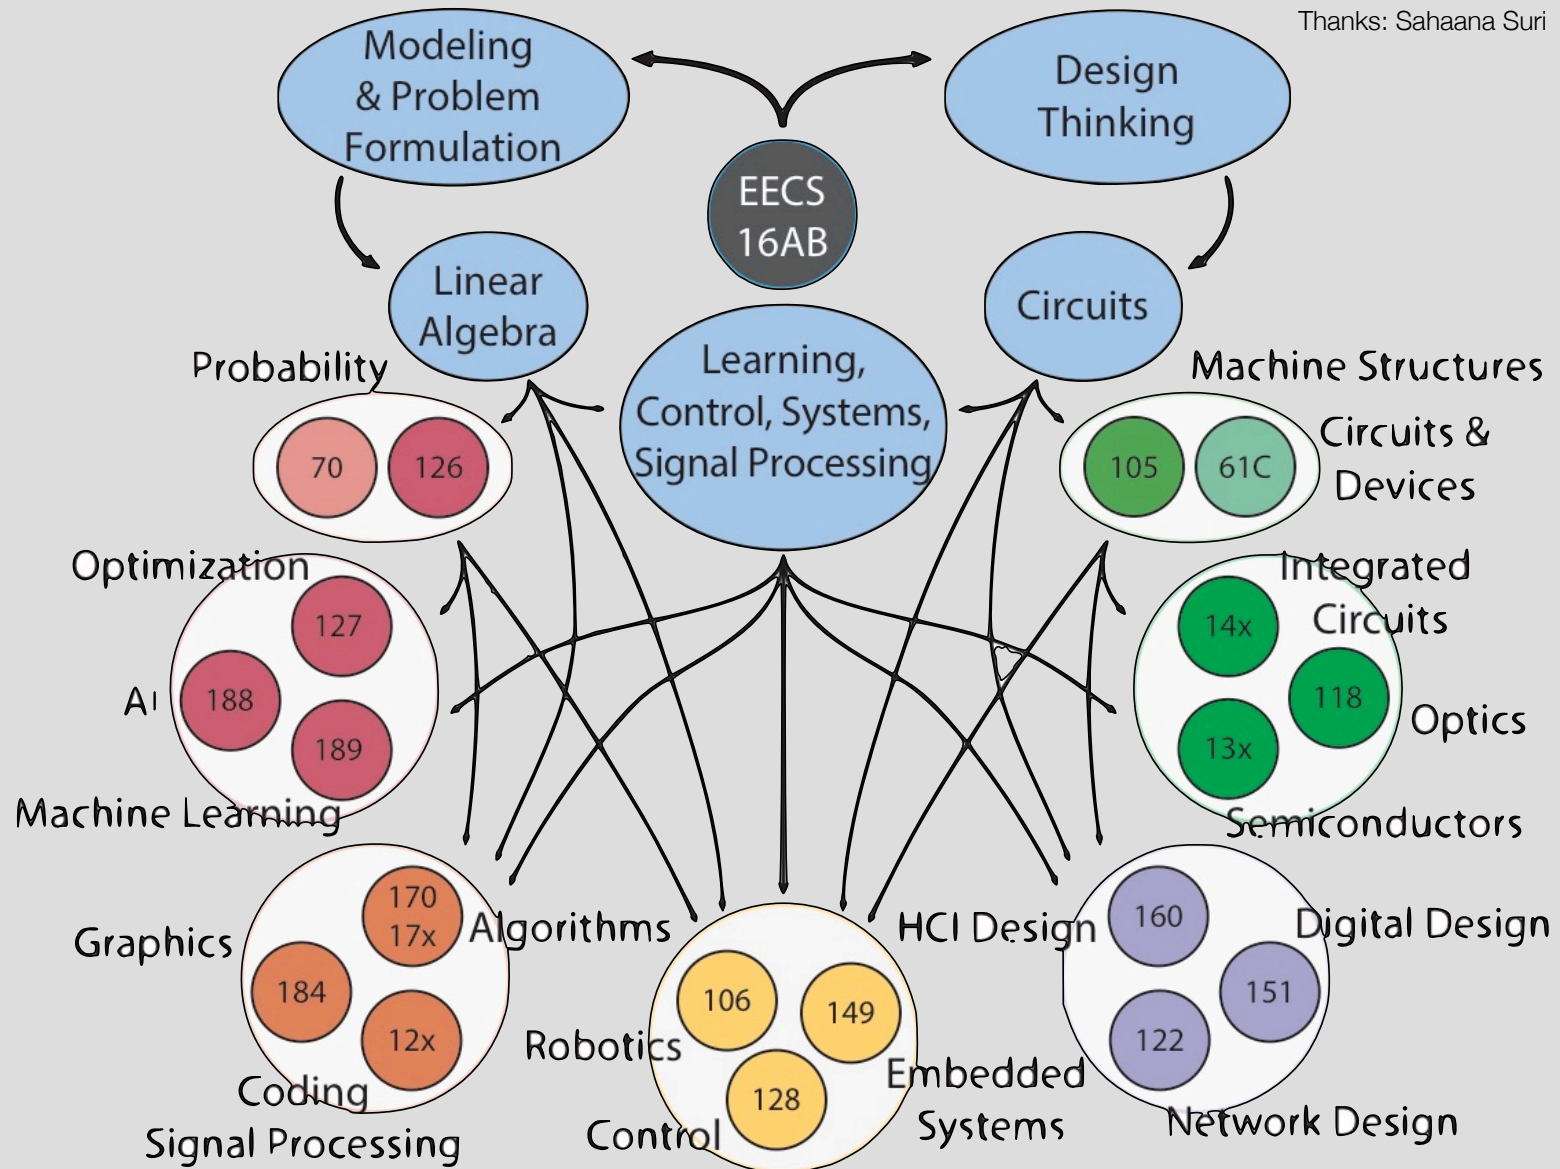 Thanks: Sahaana Suri
Modeling
& Problem
Formulation
Design
Thinking
EECS
16AB
Linear
Algebra
Circuits
Learning,
Control, Systems,
Signal Processing
Probability
70
126
Machine Structures
105
61C
Circuits &
Devices
Optimization
127
AI
188
189
Machine Learning
Integrated
Circuits
14x
118
Optics
13x
Semiconductors
170
17x
Algorithms
Graphics
184
12x
Coding
Signal Processing
106
149
Robotics
128
Control
Embedded
Systems
HCI Design
160
Digital Design
151
122
Network Design